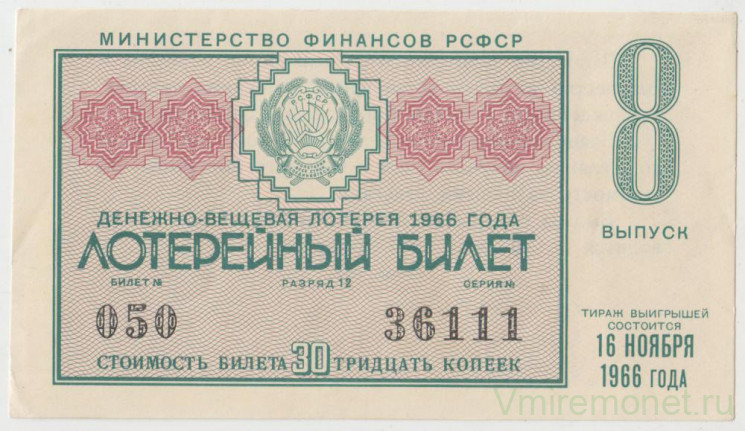 МИНИСТЕРСТВО ФИНАНСОВ РСФСР
РСФСР
ДЕНЕЖНО-ВЕЩЕВАЯ ЛОТЕРЕЯ 1966 ГОДА
ЛОТЕРЕЙНЫЙ БИЛЕТ
БИЛЕТ № РАЗРЯД 12 СЕРИЯ №
050 36111
СТОИМОСТЬ БИЛЕТА 30 ТРИДЦАТЬ КОПЕЕК
8
ВЫПУСК
ТИРАЖ ВЫИГРЫШЕЙ
СОСТОИТСЯ
16 НОЯБРЯ
1966 ГОДА
Vmiremonet.ru